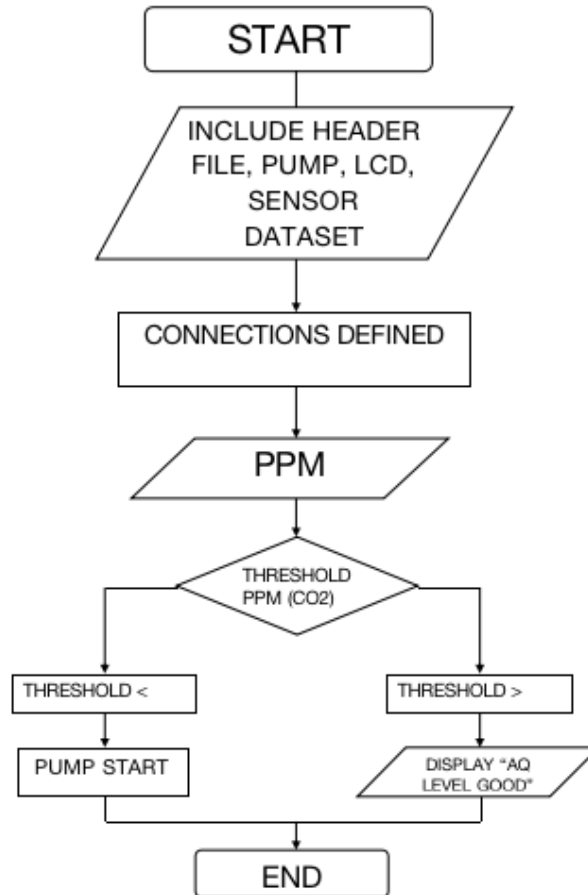 START
INCLUDE HEADER
FILE, PUMP, LCD,
SENSOR
DATASET
CONNECTIONS DEFINED
PPM
THRESHOLD
PPM (CO2)
THRESHOLD <
THRESHOLD >
PUMP START
DISPLAY “AQ
LEVEL GOOD”
END